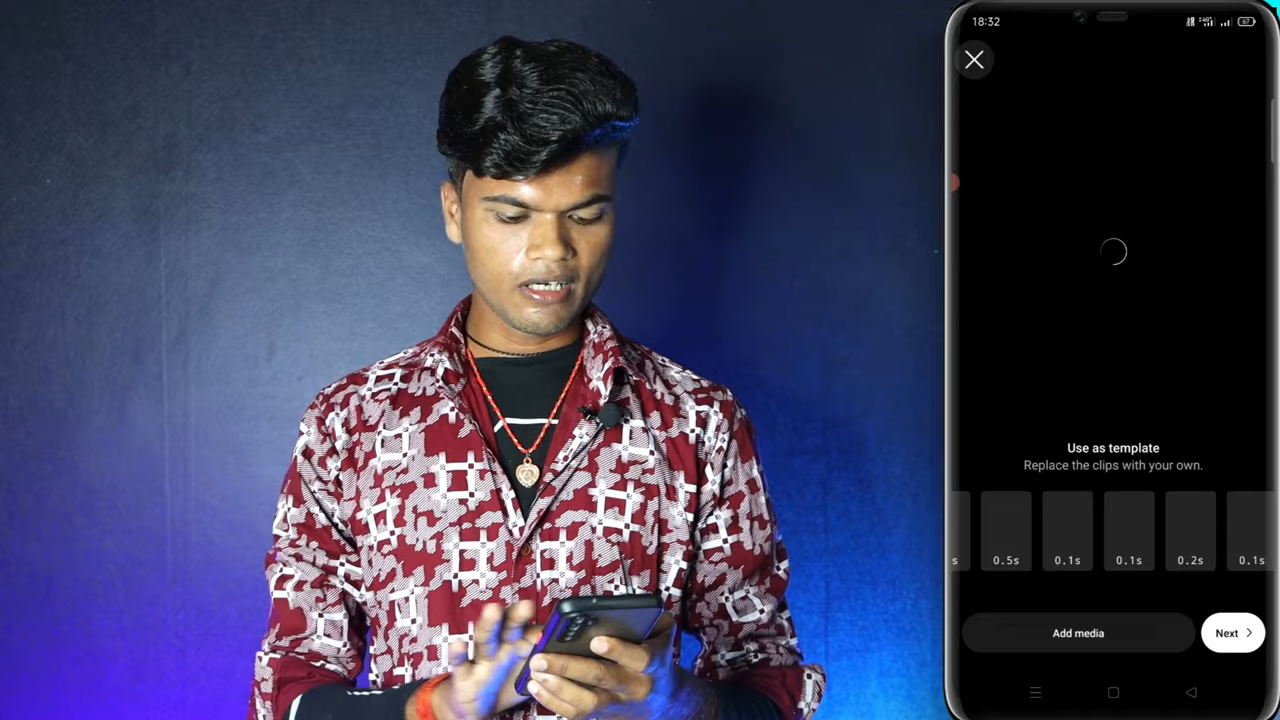 18:32
67
Use as template
Replace the clips with your own.
s
0.5s
0.1s
0.1s
0.2s
0.1s
Add media
Next